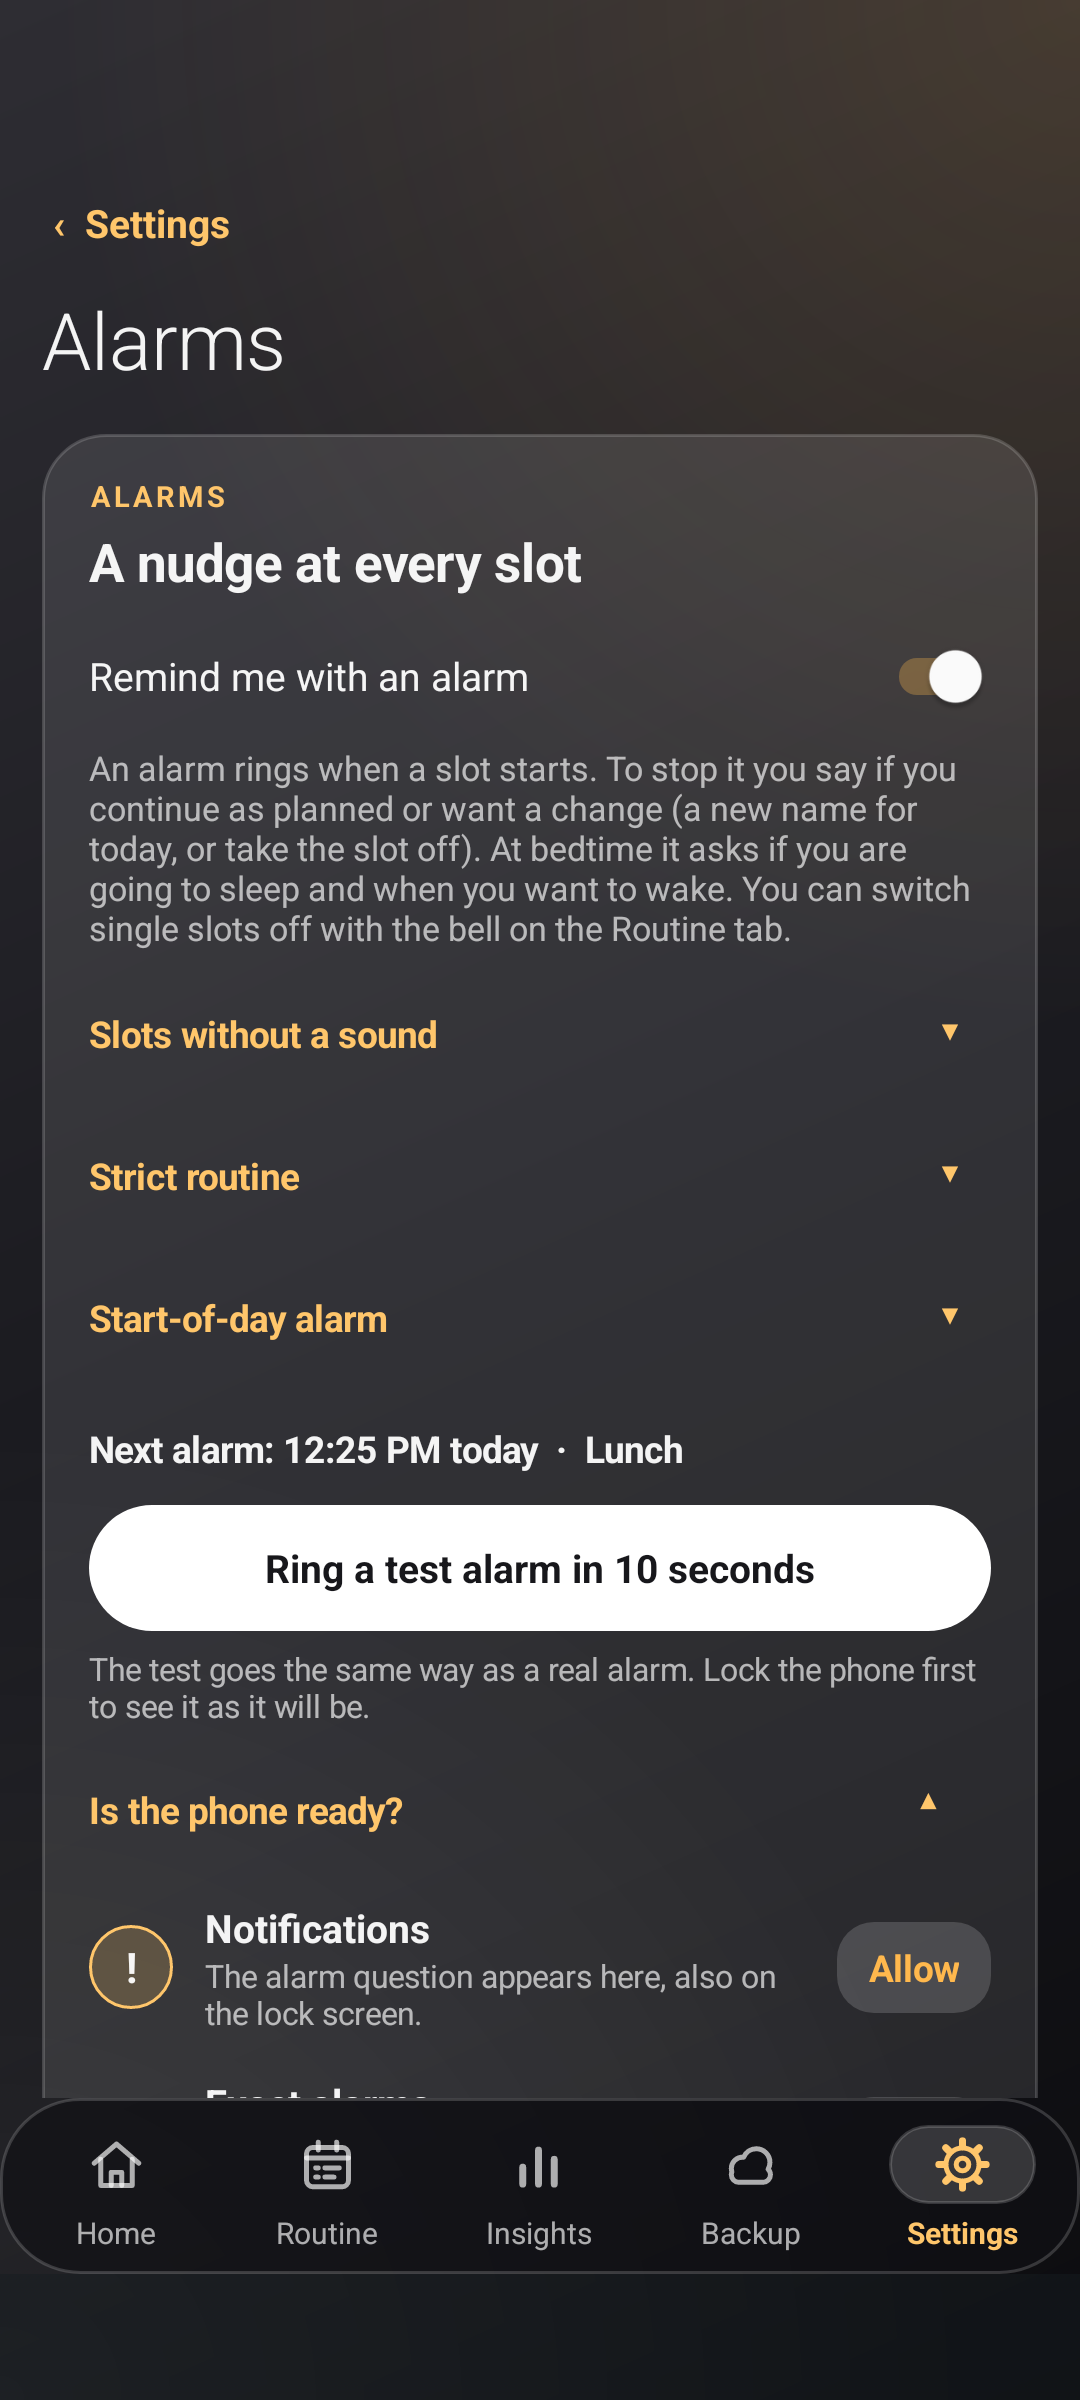 ‹ Settings
Alarms
ALARMS
A nudge at every slot
Remind me with an alarm
An alarm rings when a slot starts. To stop it you say if you
continue as planned or want a change (a new name for
today, or take the slot off). At bedtime it asks if you are
going to sleep and when you want to wake. You can switch
single slots off with the bell on the Routine tab.
Slots without a sound ▼
Strict routine ▼
Start-of-day alarm ▼
Next alarm: 12:25 PM today · Lunch
Ring a test alarm in 10 seconds
The test goes the same way as a real alarm. Lock the phone first
to see it as it will be.
Is the phone ready? ▲
!
Notifications
The alarm question appears here, also on
the lock screen.
Allow
Home
Routine
Insights
Backup
Settings